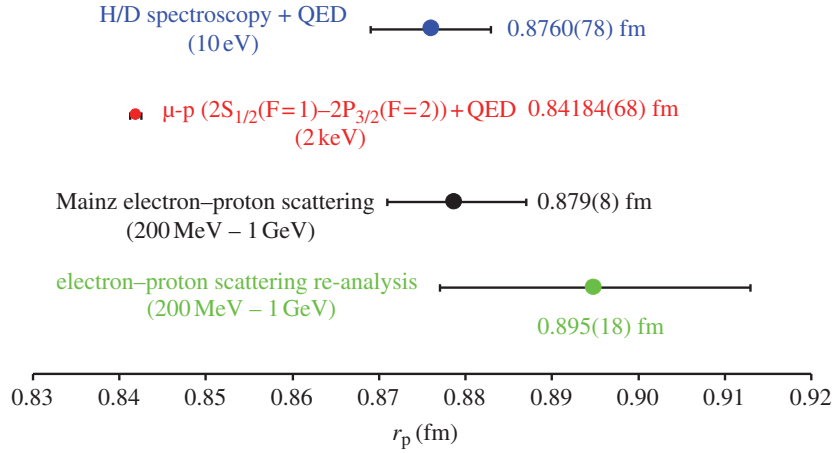 H/D spectroscopy + QED
(10 eV)
0.8760(78) fm
μ-p (2S1/2(F=1)–2P3/2(F=2)) + QED 0.84184(68) fm
(2 keV)
Mainz electron–proton scattering
(200 MeV – 1 GeV)
0.879(8) fm
electron–proton scattering re-analysis
(200 MeV – 1 GeV)
0.895(18) fm
0.83 0.84 0.85 0.86 0.87 0.88 0.89 0.90 0.91 0.92
rp (fm)